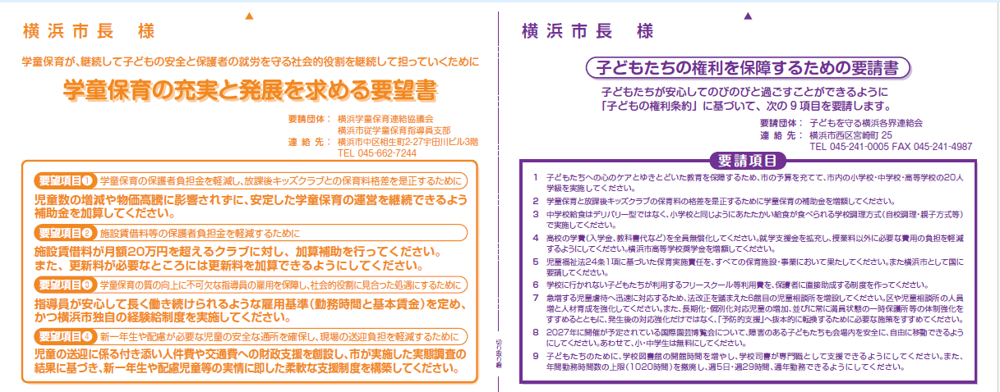 横浜市長　様
学童保育が、継続して子どもの安全と保護者の就労を守る社会的役割を継続して担っていくために
学童保育の充実と発展を求める要望書
要請団体： 横浜学童保育連絡協議会
横浜市従学童保育指導員支部
連絡先： 横浜市中区相生町2-27宇田川ビル3階
TEL 045-662-7244
要望項目❶ 学童保育の保護者負担金を軽減し、放課後キッズクラブとの保育料格差を是正するために
児童数の増減や物価高騰に影響されずに、安定した学童保育の運営を継続できるよう
補助金を加算してください。
要望項目❷ 施設賃借料等の保護者負担金を軽減するために
施設賃借料が月額20万円を超えるクラブに対し、加算補助を行ってください。
また、更新料が必要なところには更新料を加算できるようにしてください。
要望項目❸ 学童保育の質の向上に不可欠な指導員の雇用を保障し、社会的役割に見合った処遇にするために
指導員が安心して長く働き続けられるような雇用基準（勤務時間と基本賃金）を定め、
かつ横浜市独自の経験給制度を実施してください。
要望項目❹ 新一年生や配慮が必要な児童の安全な通所を確保し、現場の送迎負担を軽減するために
児童の送迎に係る付き添い人件費や交通費への財政支援を創設し、市が実施した実態調査の
結果に基づき、新一年生や配慮児童等の実情に即した柔軟な支援制度を構築してください。
切り取り線
横浜市長　様
子どもたちの権利を保障するための要請書
子どもたちが安心してのびのびと過ごすことができるように
「子どもの権利条約」に基づいて、次の9項目を要請します。
要請団体： 子どもを守る横浜各界連絡会
連絡先： 横浜市西区宮崎町25
TEL 045-241-0005 FAX 045-241-4987
要請項目
1 子どもたちへの心のケアとゆきとどいた教育を保障するため、市の予算を充てて、市内の小学校・中学校・高等学校の20人
学級を実施してください。
2 学童保育と放課後キッズクラブの保育料の格差を是正するために学童保育の補助金を増額してください。
3 中学校給食はデリバリー型ではなく、小学校と同じようにあたたかい給食が食べられる学校調理方式（自校調理・親子方式等）
で実施してください。
4 高校の学費（入学金、教科書代など）を全員無償化してください。就学支援金を拡充し、授業料以外に必要な費用の負担を軽減
するようにしてください。横浜市高等学校奨学金を増額してください。
5 児童福祉法24条1項に基づいた保育実施責任を、すべての保育施設・事業において果たしてください。また横浜市として国に
要請してください。
6 学校に行かれない子どもたちが利用するフリースクール等利用費を、保護者に直接助成する制度を作ってください。
7 急増する児童虐待へ迅速に対応するため、法改正を踏まえた6館目の児童相談所を増設してください。区や児童相談所の人員
増と人材育成を強化してください。また、長期化・個別化対応児童の増加、並びに常に満員状態の一時保護所等の体制強化を
すすめるとともに、発生後の対応強化だけではなく、「予防的支援」へ抜本的に転換するために必要な施策をすすめてください。
8 2027年に開催が予定されている国際園芸博覧会について、障害のある子どもたちも会場内を安全に、自由に移動できるよう
にしてください。あわせて、小・中学生は無料にしてください。
9 子どもたちのために、学校図書館の開館時間を増やし、学校司書が専門職として支援できるようにしてください。また、
年間勤務時間数の上限（1020時間）を撤廃し、週5日・週29時間、通年勤務できるようにしてください。